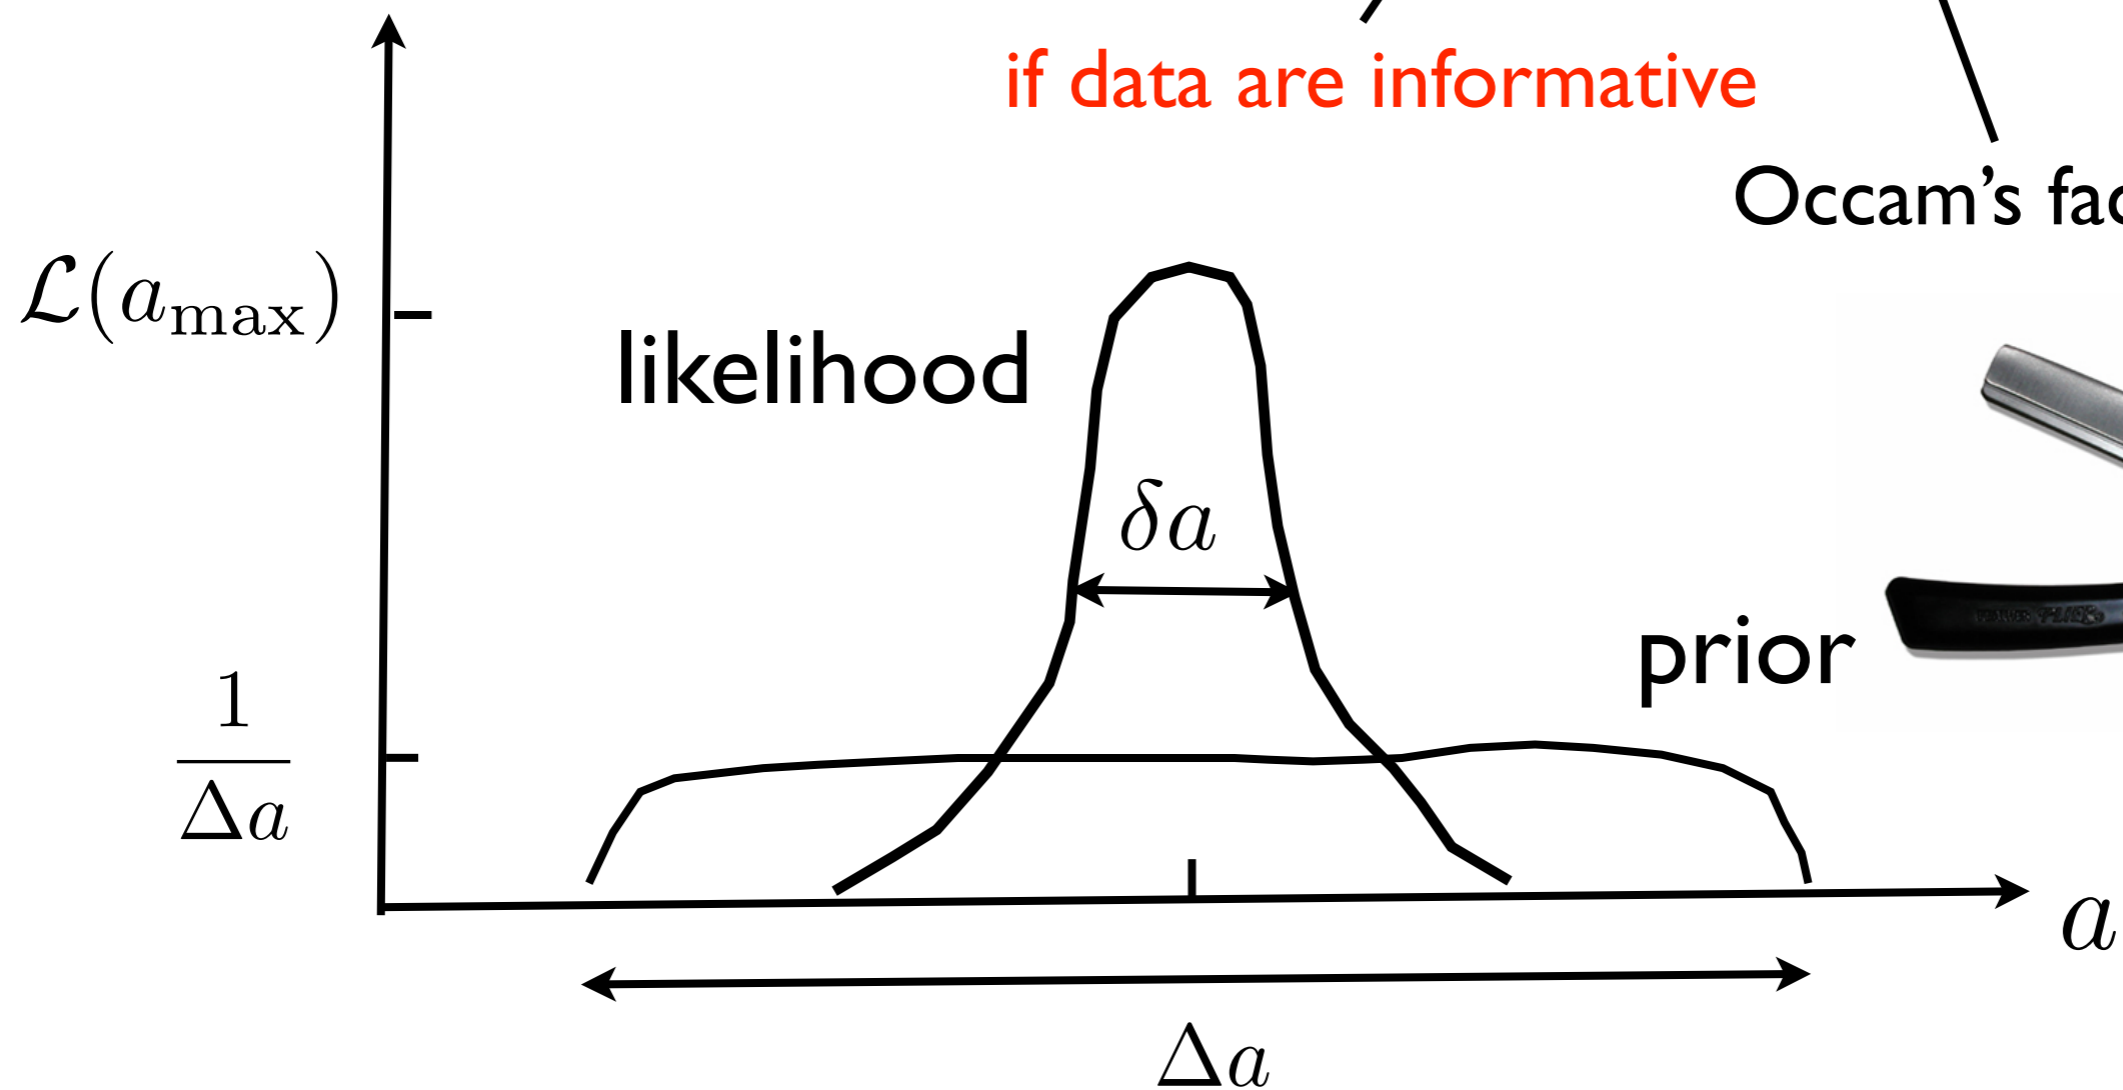 if data are informative
Occam's fac
ℒ(a_max)
likelihood
δa
prior
1
Δa
a
Δa